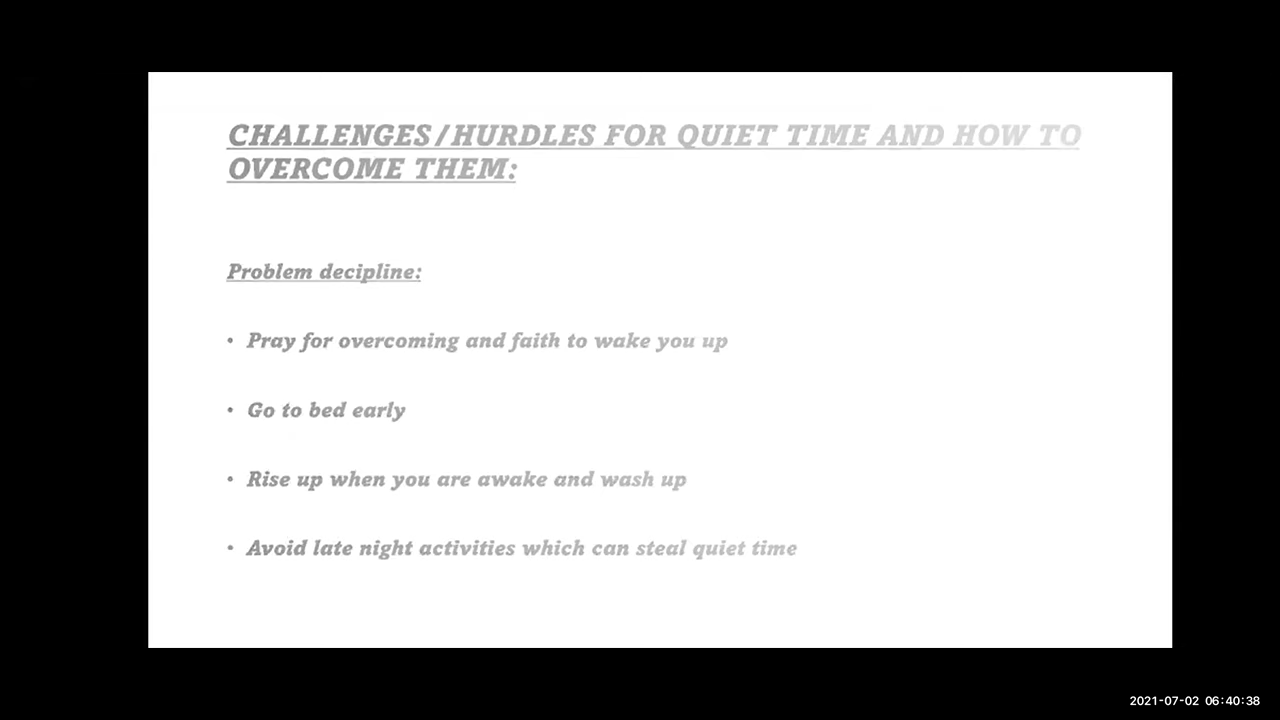 CHALLENGES/HURDLES FOR QUIET TIME AND HOW TO
OVERCOME THEM:
Problem decipline:
• Pray for overcoming and faith to wake you up
• Go to bed early
• Rise up when you are awake and wash up
• Avoid late night activities which can steal quiet time
2021-07-02 06:40:38